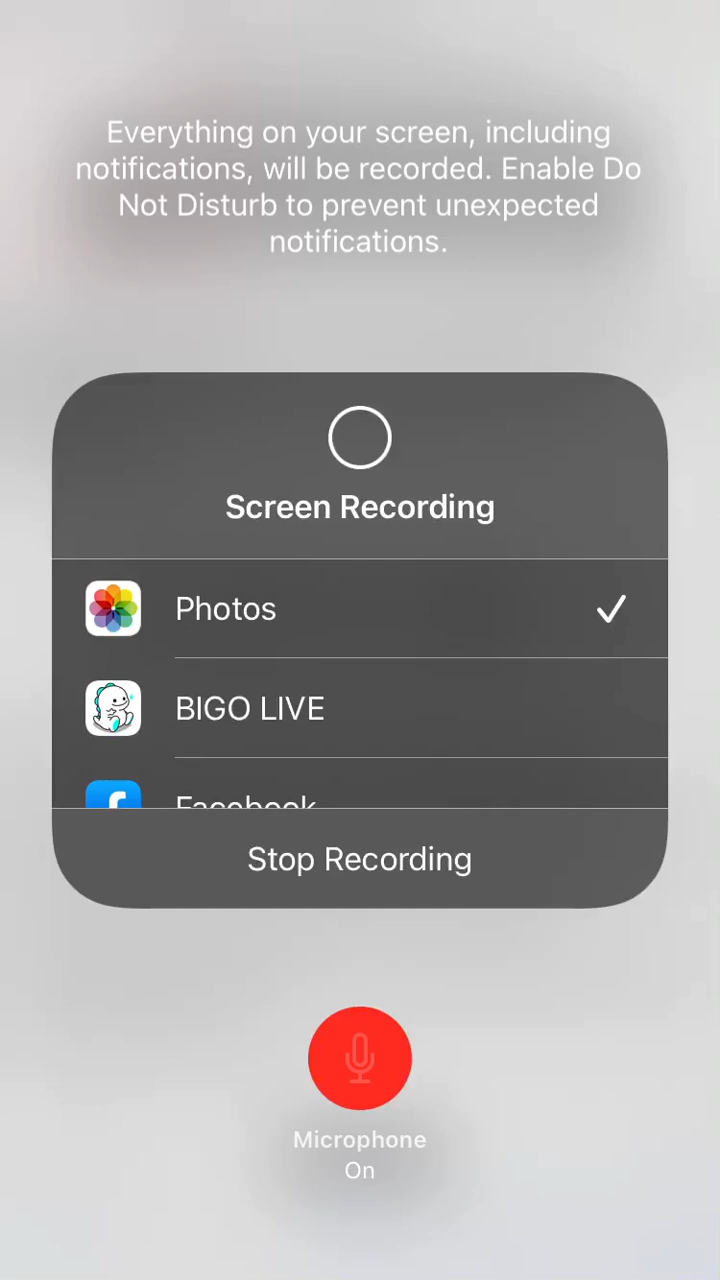 Everything on your screen, including
notifications, will be recorded. Enable Do
Not Disturb to prevent unexpected
notifications.
Screen Recording
Photos
BIGO LIVE
Facebook
Stop Recording
Microphone
On